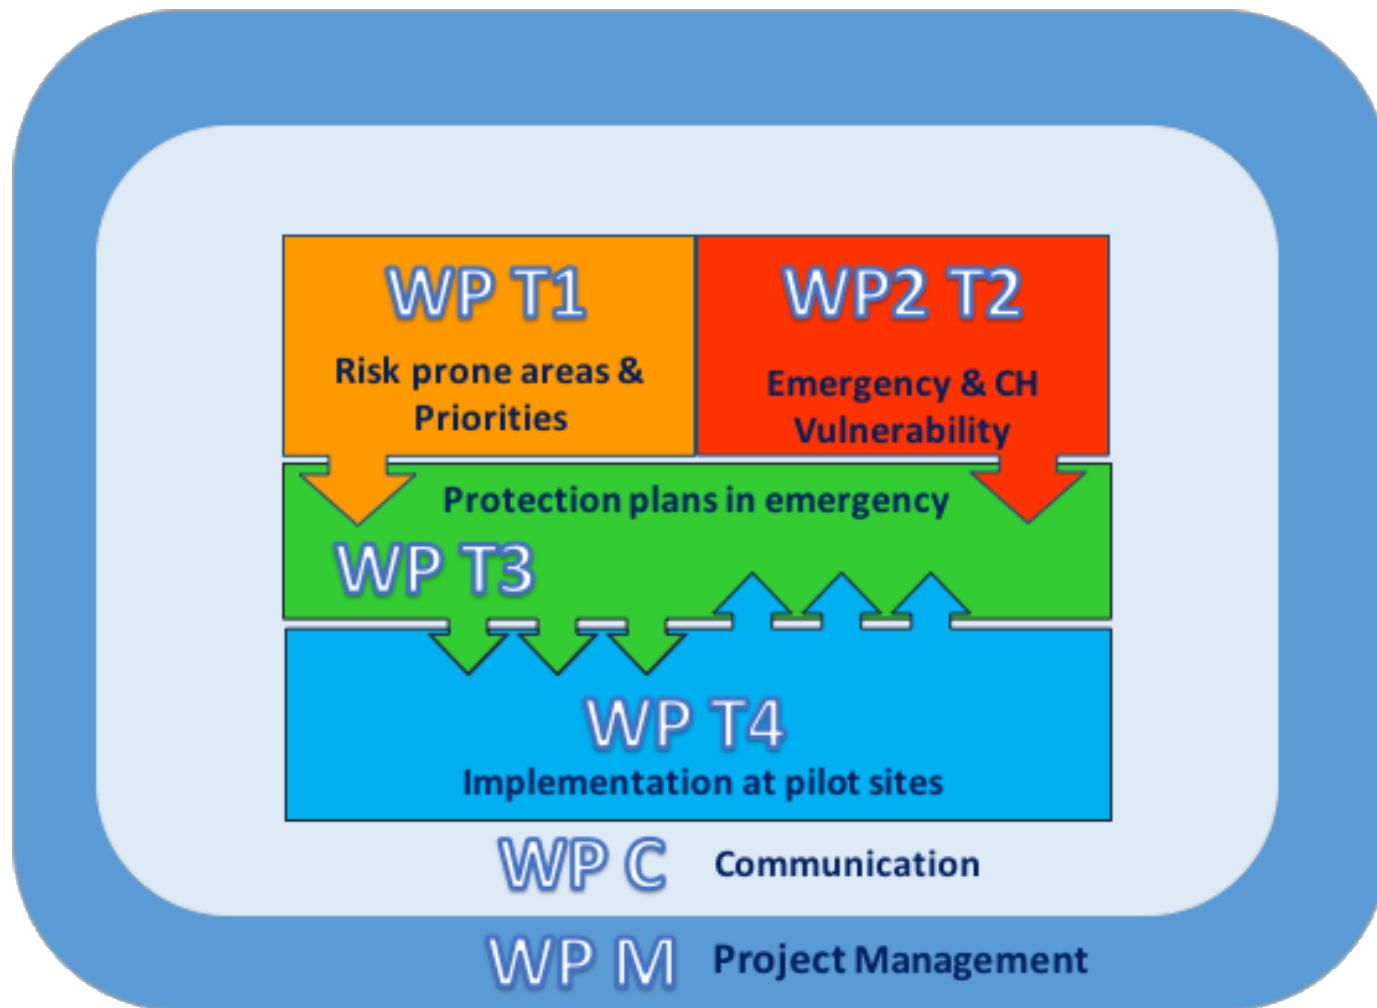 WP T1
Risk prone areas &
Priorities
WP2 T2
Emergency & CH
Vulnerability
Protection plans in emergency
WP T3
WP T4
Implementation at pilot sites
WP C Communication
WP M Project Management